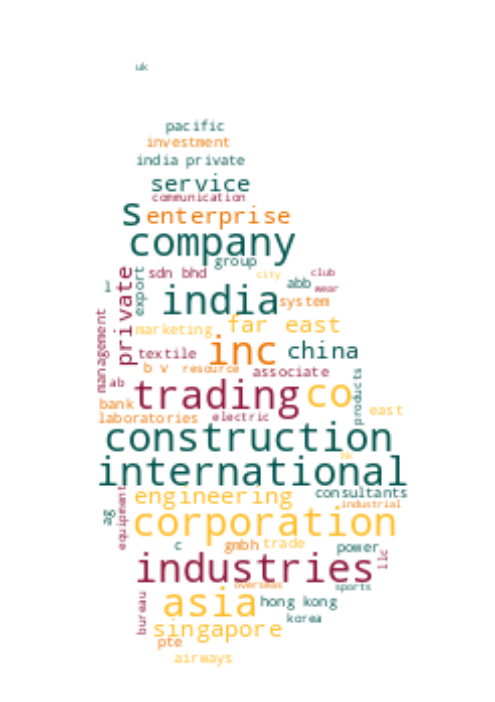 uk
pacific
investment
india private
service
communication
s enterprise
company
group
sdn bhd
city
club
l
export
private
abb
wear
india
system
management
marketing
far east
inc
china
textile
b v
resource
associate
ab
trading
co
products
bank
east
laboratories
electric
construction
hk
international
engineering
consultants
equipment
industrial
ag
corporation
c
gmbh
trade
power
llc
industries
overseas
sports
asia
hong kong
bureau
korea
singapore
pte
airways